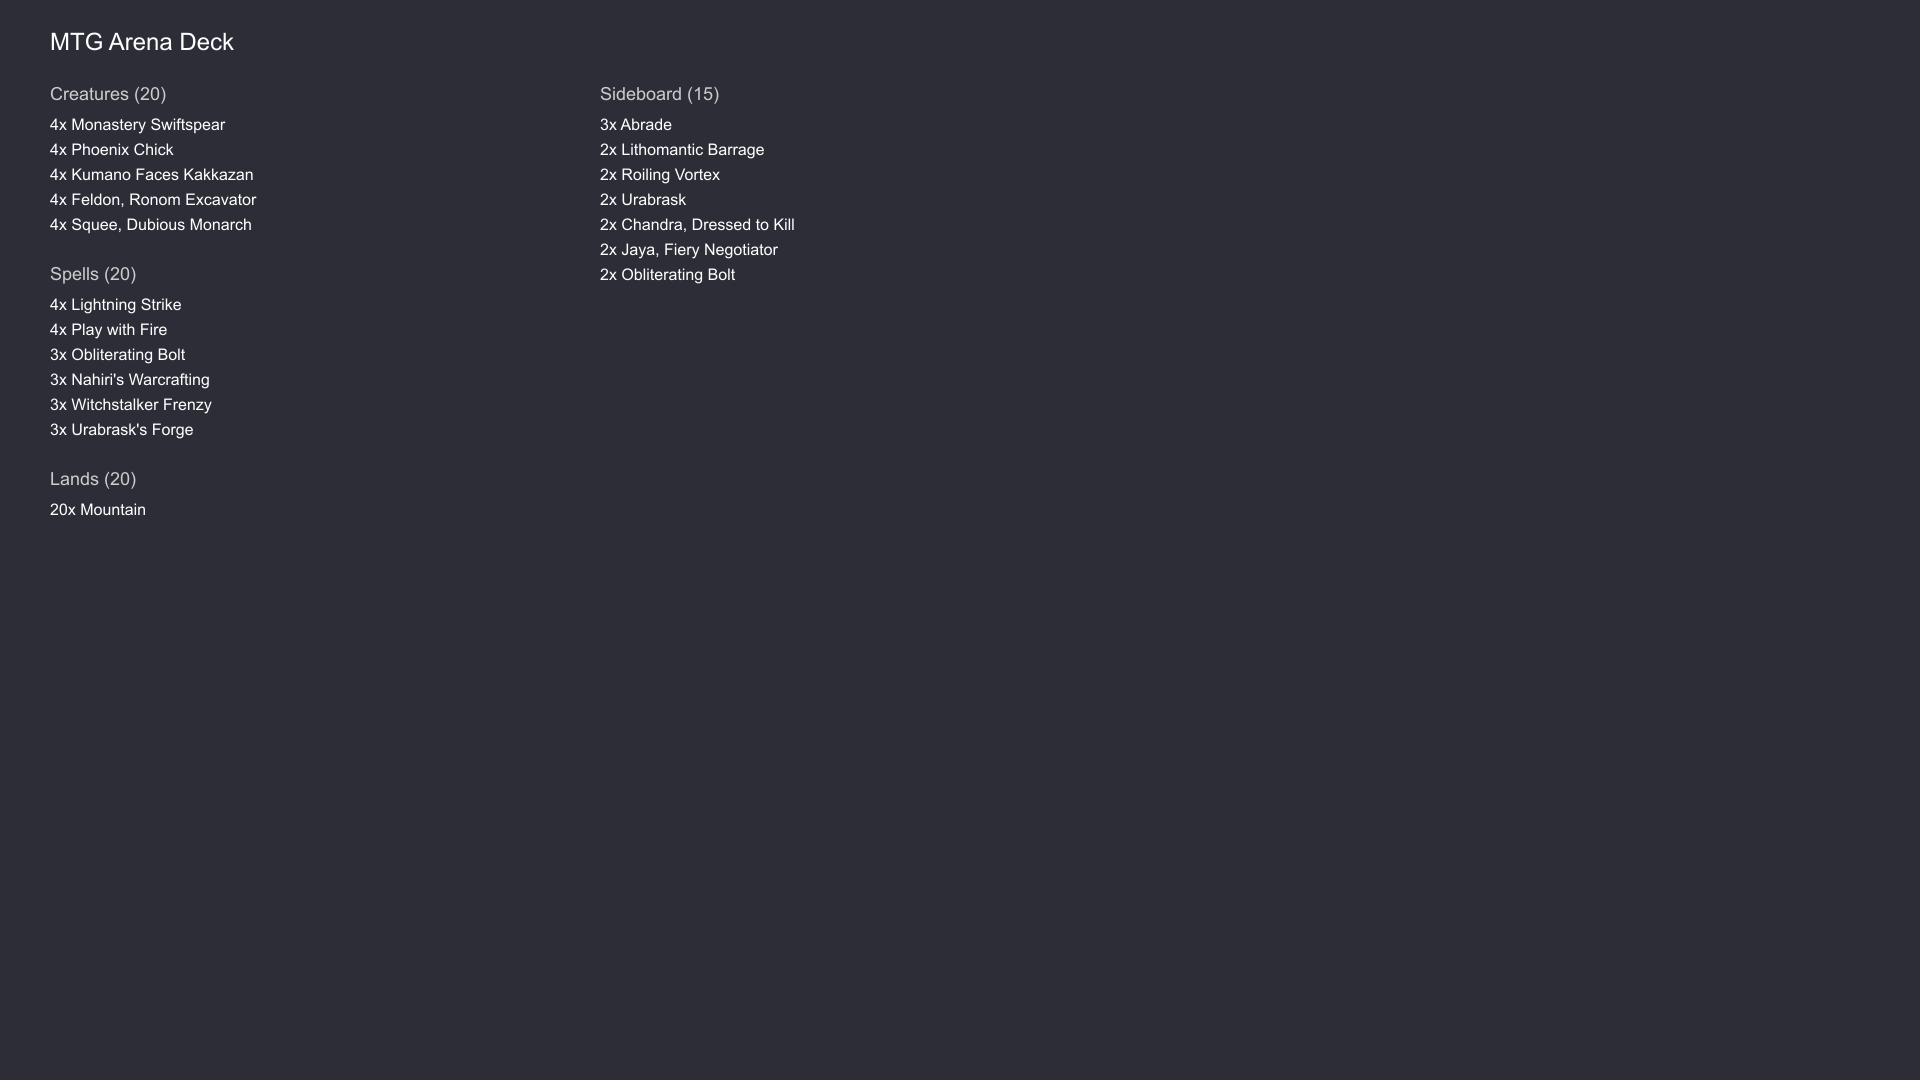 MTG Arena Deck
Creatures (20)
4x Monastery Swiftspear
4x Phoenix Chick
4x Kumano Faces Kakkazan
4x Feldon, Ronom Excavator
4x Squee, Dubious Monarch
Spells (20)
4x Lightning Strike
4x Play with Fire
3x Obliterating Bolt
3x Nahiri's Warcrafting
3x Witchstalker Frenzy
3x Urabrask's Forge
Lands (20)
20x Mountain
Sideboard (15)
3x Abrade
2x Lithomantic Barrage
2x Roiling Vortex
2x Urabrask
2x Chandra, Dressed to Kill
2x Jaya, Fiery Negotiator
2x Obliterating Bolt